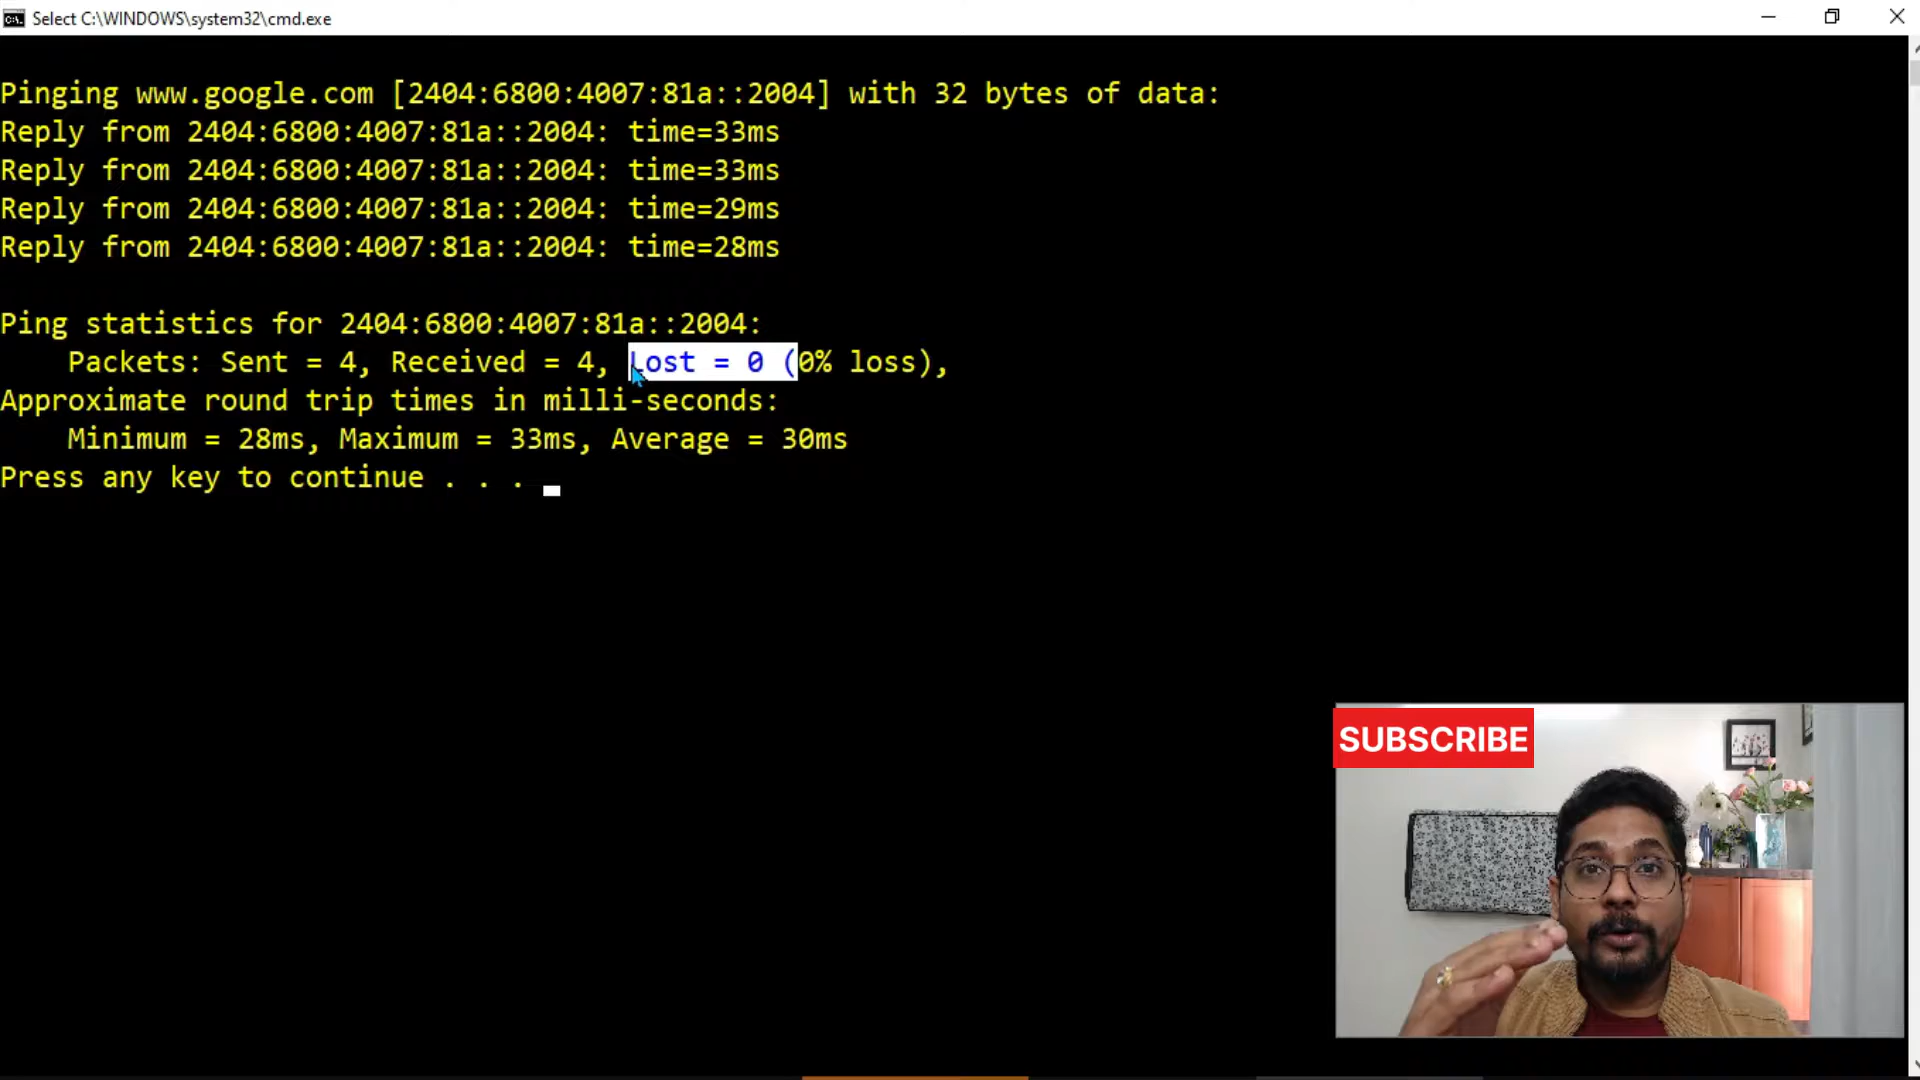 Select C:\WINDOWS\system32\cmd.exe
Pinging www.google.com [2404:6800:4007:81a::2004] with 32 bytes of data:
Reply from 2404:6800:4007:81a::2004: time=33ms
Reply from 2404:6800:4007:81a::2004: time=33ms
Reply from 2404:6800:4007:81a::2004: time=29ms
Reply from 2404:6800:4007:81a::2004: time=28ms
Ping statistics for 2404:6800:4007:81a::2004:
Packets: Sent = 4, Received = 4, Lost = 0 (0% loss),
Approximate round trip times in milli-seconds:
Minimum = 28ms, Maximum = 33ms, Average = 30ms
Press any key to continue . . .
SUBSCRIBE